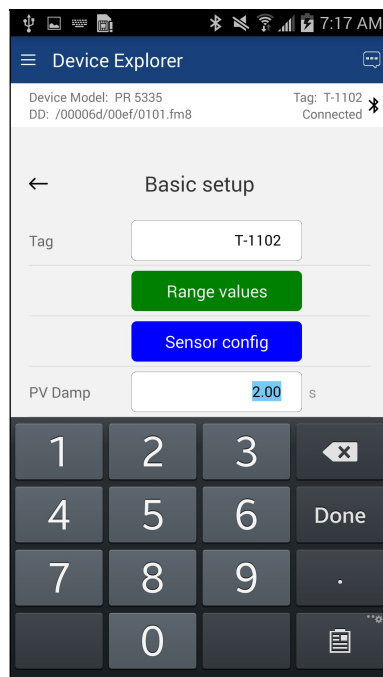 7:17 AM
Device Explorer
Device Model: PR 5335
Tag: T-1102
DD: /00006d/00ef/0101.fm8
Connected
Basic setup
Tag
T-1102
Range values
Sensor config
PV Damp
2.00
s
1 2 3
4 5 6 Done
7 8 9 .
0